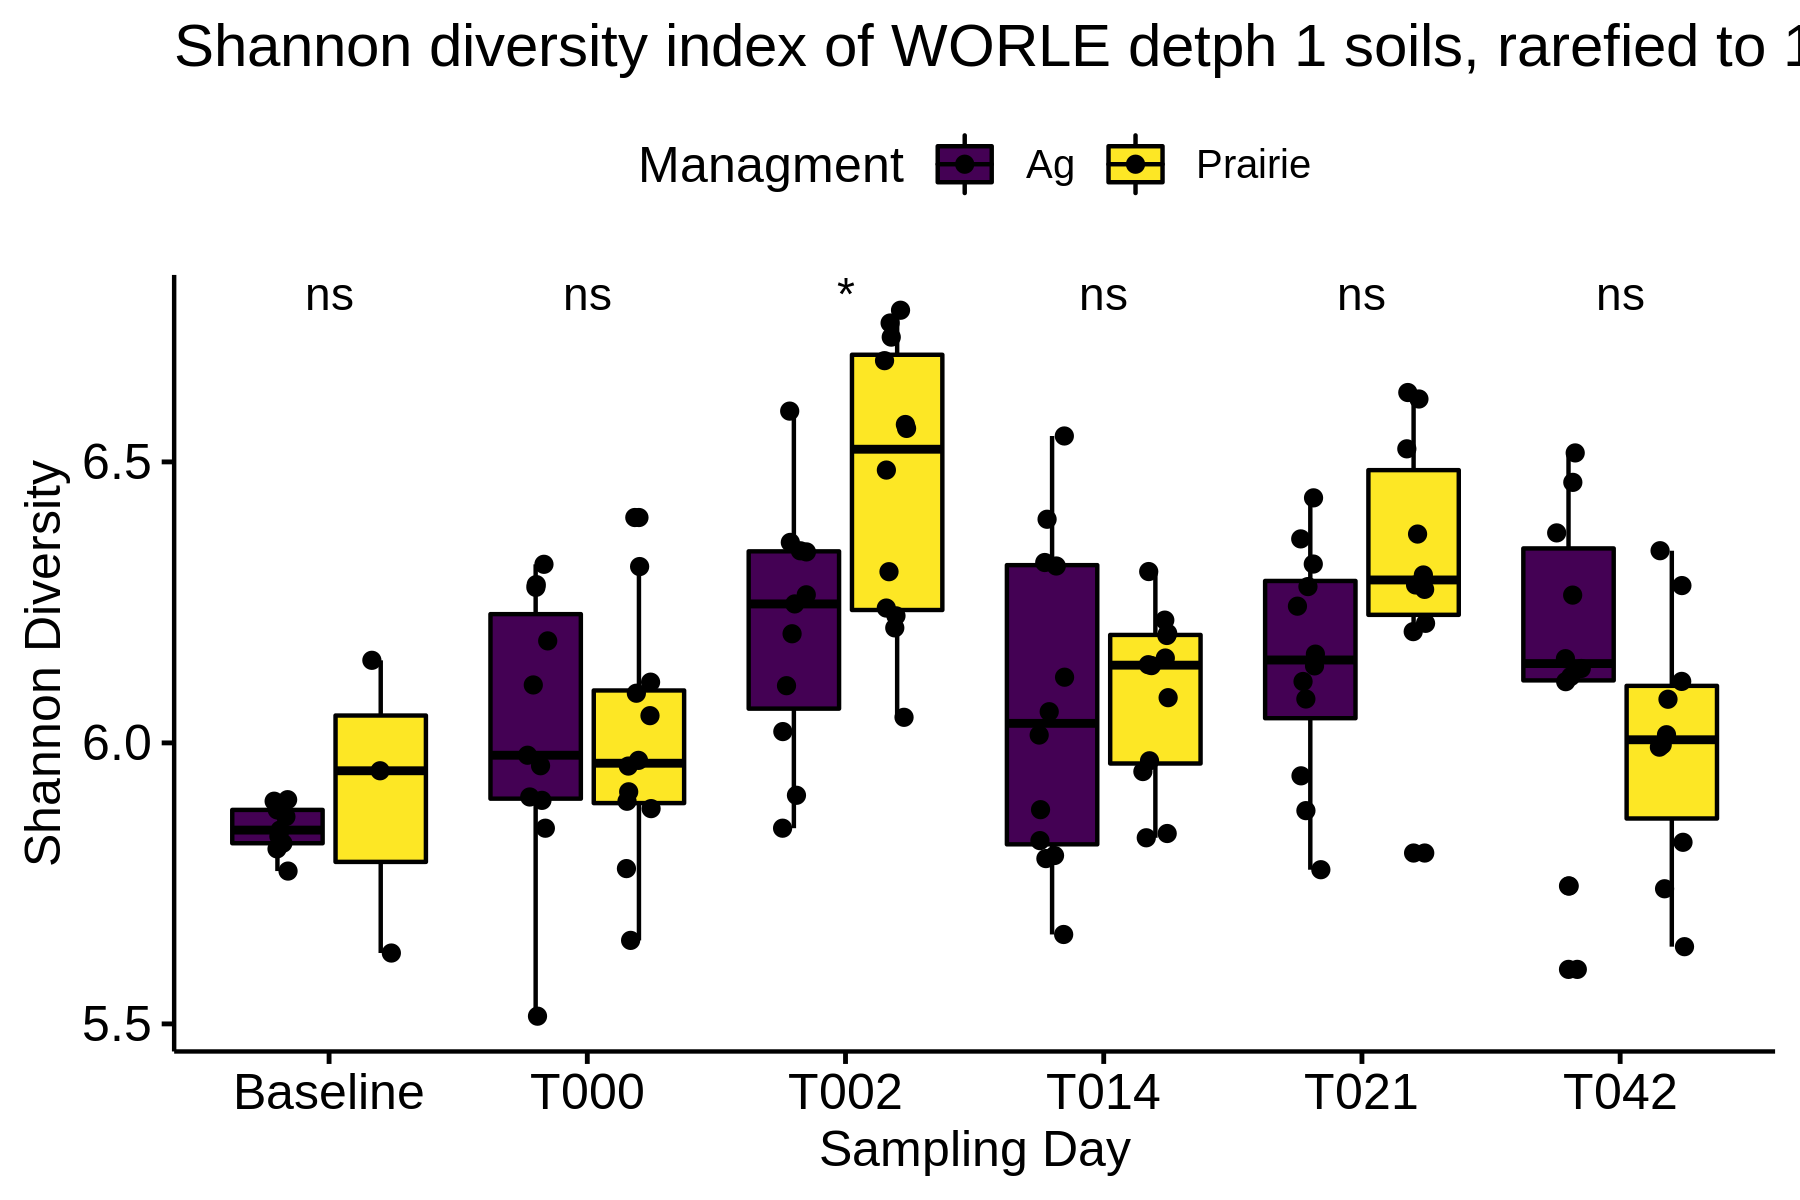 Shannon diversity index of WORLE detph 1 soils, rarefied to 1
Managment Ag Prairie
ns ns * ns ns ns
Shannon Diversity
6.5
6.0
5.5
Baseline T000 T002 T014 T021 T042
Sampling Day